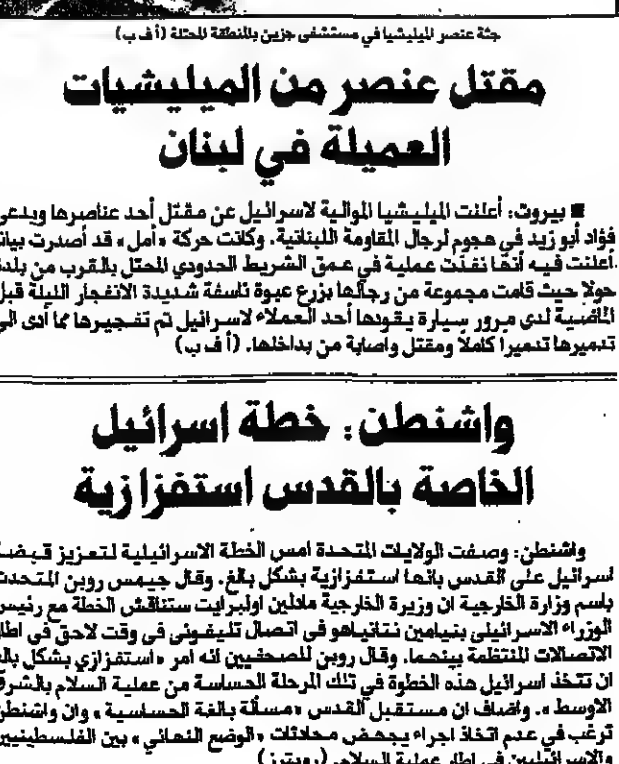 جثة عنصر الميليشيا في مستشفى جزين بالمنطقة المحتلة (أ ف ب)
مقتل عنصر من الميليشيات
العميلة في لبنان
■ بيروت: أعلنت الميليشيا الموالية لاسرائيل عن مقتل أحد عناصرها ويدعى
فؤاد أبو زيد في هجوم لرجال المقاومة اللبنانية. وكانت حركة «أمل» قد أصدرت بيانا
أعلنت فيه أنها نفذت عملية في عمق الشريط الحدودي المحتل بالقرب من بلدة
حولا حيث قامت مجموعة من رجالها بزرع عبوة ناسفة شديدة الانفجار الليلة قبل
الماضية لدى مرور سيارة يقودها أحد العملاء لاسرائيل تم تفجيرها مما أدى الى
تدميرها تدميرا كاملا ومقتل واصابة من بداخلها. (أ ف ب)
واشنطن: خطة اسرائيل
الخاصة بالقدس استفزازية
واشنطن: وصفت الولايات المتحدة امس الخطة الاسرائيلية لتعزيز قبضة
اسرائيل على القدس بانها استفزازية بشكل بالغ. وقال جيمس روبن المتحدث
باسم وزارة الخارجية ان وزيرة الخارجية مادلين اولبرايت ستناقش الخطة مع رئيس
الوزراء الاسرائيلى بنيامين نتانياهو فى اتصال تليفونى في وقت لاحق فى اطار
الاتصالات المنتظمة بينهما. وقال روبن للصحفيين انه امر «استفزازي بشكل بالغ
ان تتخذ اسرائيل هذه الخطوة في تلك المرحلة الحساسة من عملية السلام بالشرق
الاوسط». واضاف ان مستقبل القدس «مسألة بالغة الحساسية» وان واشنطن
ترغب في عدم اتخاذ اجراء يجهض محادثات «الوضع النهائي» بين الفلسطينيين
والاسرائيليين في اطار عملية السلام. (رويترز)